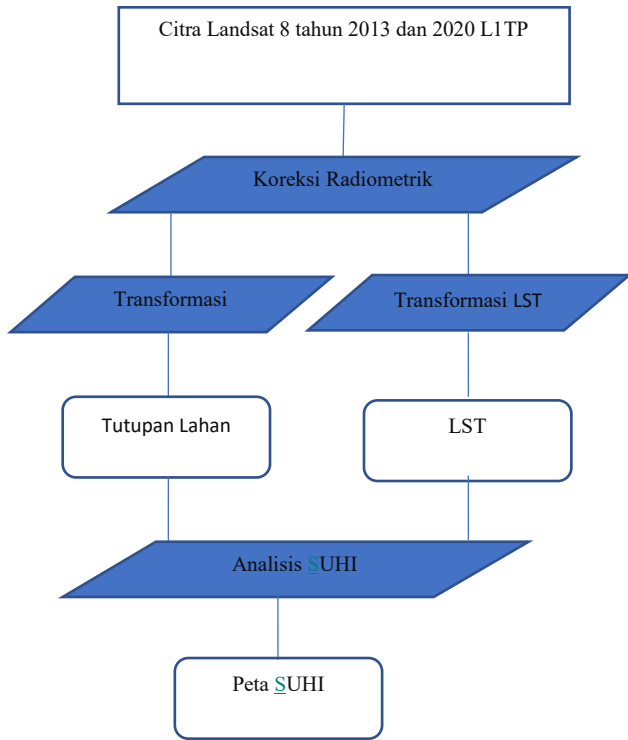 Citra Landsat 8 tahun 2013 dan 2020 L1TP
Koreksi Radiometrik
Transformasi
Transformasi LST
Tutupan Lahan
LST
Analisis SUHI
Peta SUHI